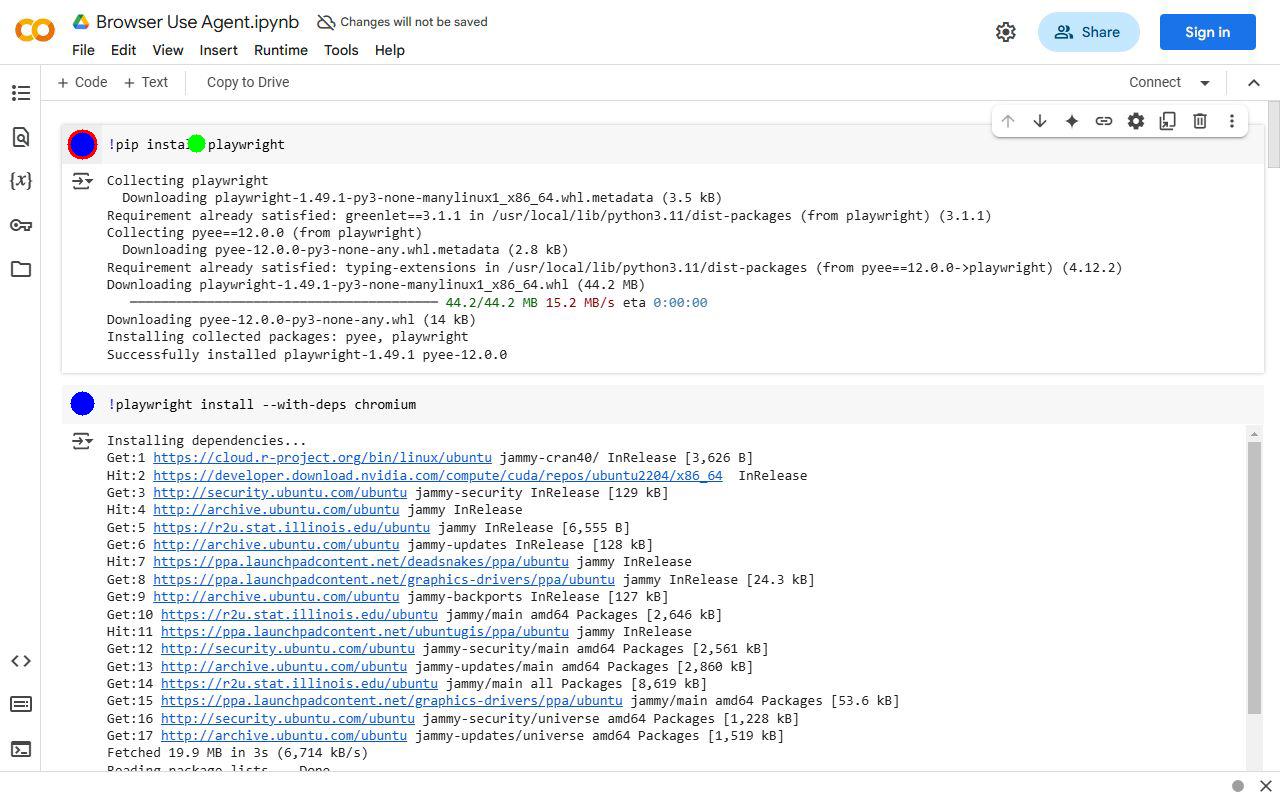 Browser Use Agent.ipynb
Changes will not be saved
File Edit View Insert Runtime Tools Help
Share
Sign in
+ Code + Text Copy to Drive
Connect
!pip instal playwright
Collecting playwright
Downloading playwright-1.49.1-py3-none-manylinux1_x86_64.whl.metadata (3.5 kB)
Requirement already satisfied: greenlet==3.1.1 in /usr/local/lib/python3.11/dist-packages (from playwright) (3.1.1)
Collecting pyee==12.0.0 (from playwright)
Downloading pyee-12.0.0-py3-none-any.whl.metadata (2.8 kB)
Requirement already satisfied: typing-extensions in /usr/local/lib/python3.11/dist-packages (from pyee==12.0.0->playwright) (4.12.2)
Downloading playwright-1.49.1-py3-none-manylinux1_x86_64.whl (44.2 MB)
44.2/44.2 MB 15.2 MB/s eta 0:00:00
Downloading pyee-12.0.0-py3-none-any.whl (14 kB)
Installing collected packages: pyee, playwright
Successfully installed playwright-1.49.1 pyee-12.0.0
{x}
!playwright install --with-deps chromium
Installing dependencies...
Get:1 https://cloud.r-project.org/bin/linux/ubuntu jammy-cran40/ InRelease [3,626 B]
Hit:2 https://developer.download.nvidia.com/compute/cuda/repos/ubuntu2204/x86_64 InRelease
Get:3 http://security.ubuntu.com/ubuntu jammy-security InRelease [129 kB]
Hit:4 http://archive.ubuntu.com/ubuntu jammy InRelease
Get:5 https://r2u.stat.illinois.edu/ubuntu jammy InRelease [6,555 B]
Get:6 http://archive.ubuntu.com/ubuntu jammy-updates InRelease [128 kB]
Hit:7 https://ppa.launchpadcontent.net/deadsnakes/ppa/ubuntu jammy InRelease
Get:8 https://ppa.launchpadcontent.net/graphics-drivers/ppa/ubuntu jammy InRelease [24.3 kB]
Get:9 http://archive.ubuntu.com/ubuntu jammy-backports InRelease [127 kB]
Get:10 https://r2u.stat.illinois.edu/ubuntu jammy/main amd64 Packages [2,646 kB]
Hit:11 https://ppa.launchpadcontent.net/ubuntugis/ppa/ubuntu jammy InRelease
Get:12 http://security.ubuntu.com/ubuntu jammy-security/main amd64 Packages [2,561 kB]
Get:13 http://archive.ubuntu.com/ubuntu jammy-updates/main amd64 Packages [2,860 kB]
Get:14 https://r2u.stat.illinois.edu/ubuntu jammy/main all Packages [8,619 kB]
Get:15 https://ppa.launchpadcontent.net/graphics-drivers/ppa/ubuntu jammy/main amd64 Packages [53.6 kB]
Get:16 http://security.ubuntu.com/ubuntu jammy-security/universe amd64 Packages [1,228 kB]
Get:17 http://archive.ubuntu.com/ubuntu jammy-updates/universe amd64 Packages [1,519 kB]
Fetched 19.9 MB in 3s (6,714 kB/s)
Reading package lists... Done